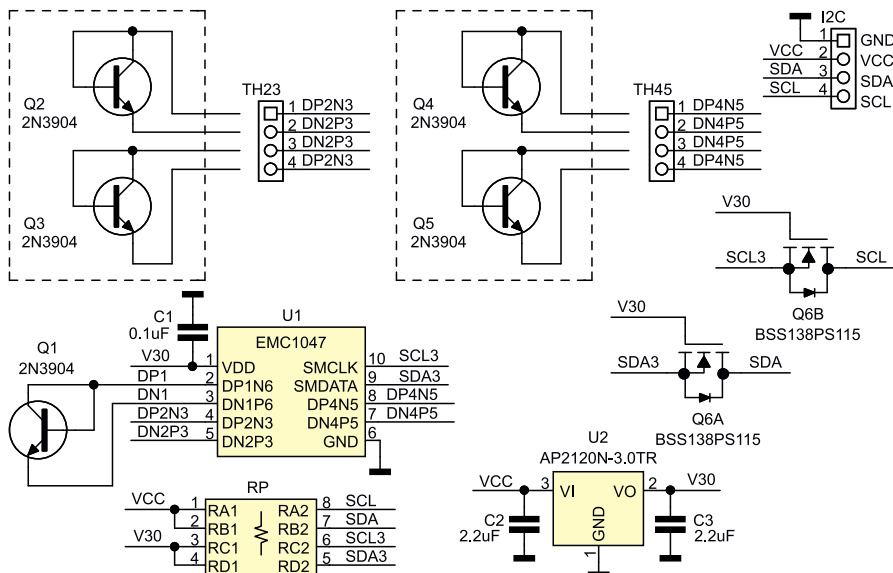 I2C
1 GND
VCC 2 VCC
SDA 3 SDA
SCL 4 SCL
Q2
2N3904
TH23
1 DP2N3
2 DN2P3
3 DN2P3
4 DP2N3
Q3
2N3904
Q4
2N3904
TH45
1 DP4N5
2 DN4P5
3 DN4P5
4 DP4N5
Q5
2N3904
V30
SCL3 SCL
Q6B
BSS138PS115
V30
SDA3 SDA
Q6A
BSS138PS115
C1
0.1uF
Q1
2N3904
U1
EMC1047
V30 1 VDD SMCLK 10 SCL3
DP1 2 DP1N6 SMDATA 9 SDA3
DN1 3 DN1P6 DP4N5 8 DP4N5
DP2N3 4 DP2N3 DN4P5 7 DN4P5
DN2P3 5 DN2P3 GND 6
RP
VCC 1 RA1 RA2 8 SCL
2 RB1 RB2 7 SDA
V30 3 RC1 RC2 6 SCL3
4 RD1 RD2 5 SDA3
U2
AP2120N-3.0TR
VCC 3 VI VO 2 V30
GND
1
C2
2.2uF
C3
2.2uF